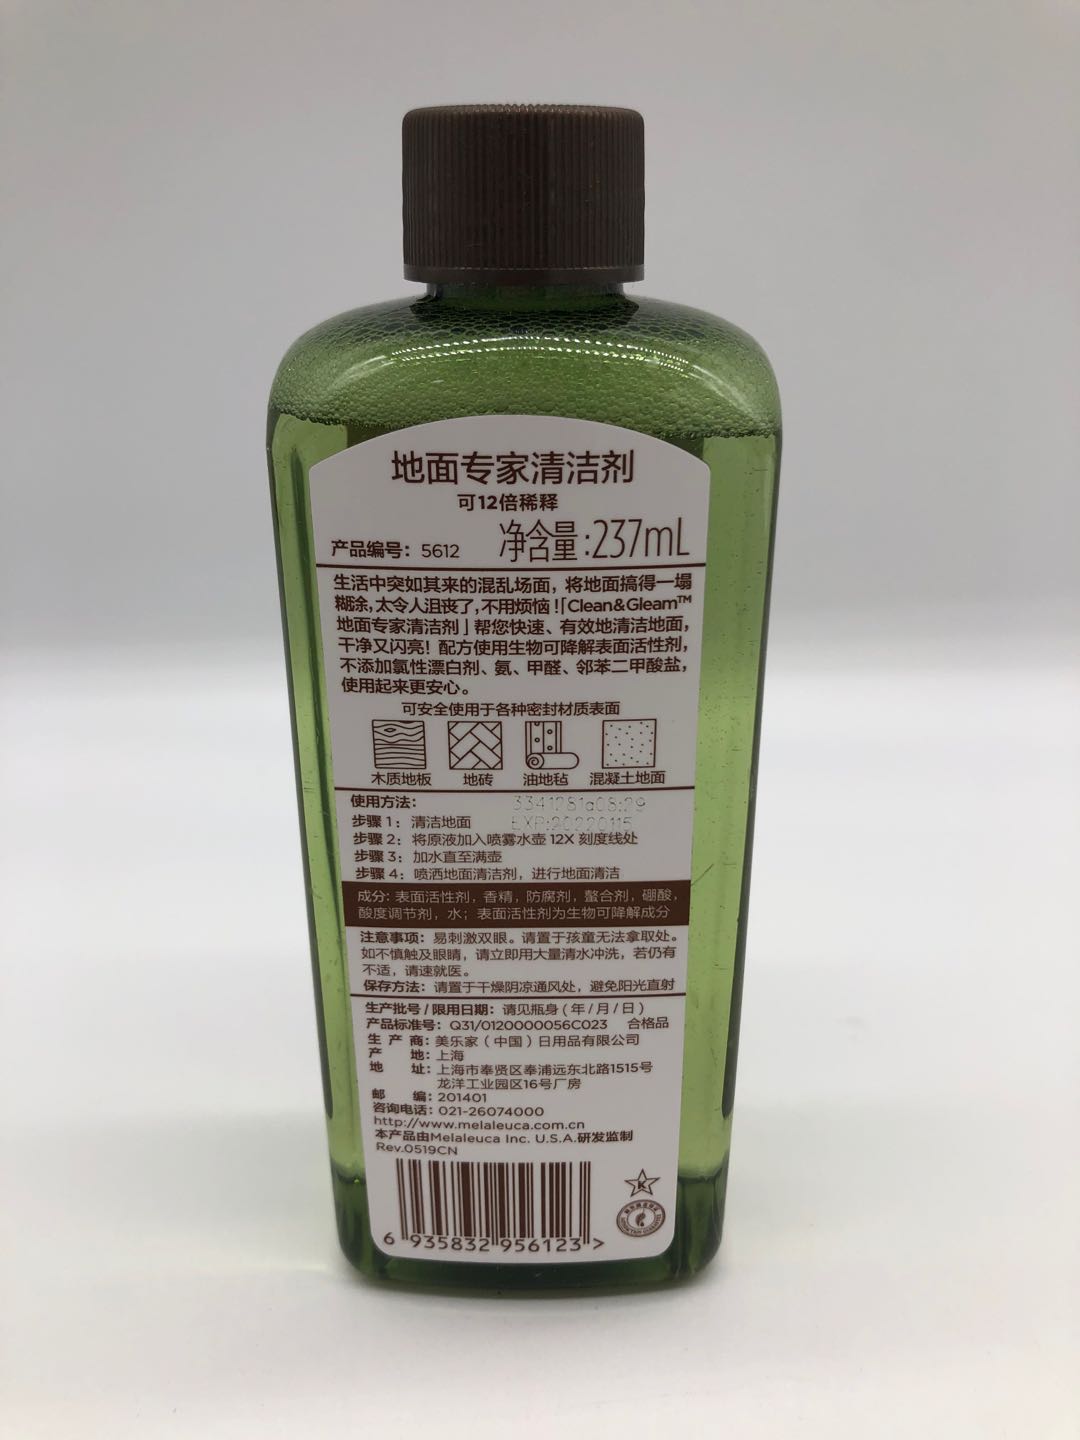 地面专家清洁剂
可12倍稀释
产品编号：5612 净含量:237mL
生活中突如其来的混乱场面，将地面搞得一塌
糊涂，太令人沮丧了，不用烦恼！「Clean&Gleam™
地面专家清洁剂」帮您快速、有效地清洁地面，
干净又闪亮！配方使用生物可降解表面活性剂，
不添加氯性漂白剂、氨、甲醛、邻苯二甲酸盐，
使用起来更安心。
可安全使用于各种密封材质表面
木质地板 地砖 油地毡 混凝土地面
使用方法：
3341281a08:29
EXP:20220115
步骤1：清洁地面
步骤2：将原液加入喷雾水壶 12X 刻度线处
步骤3：加水直至满壶
步骤4：喷洒地面清洁剂，进行地面清洁
成分：表面活性剂，香精，防腐剂，螯合剂，硼酸，
酸度调节剂，水；表面活性剂为生物可降解成分
注意事项：易刺激双眼。请置于孩童无法拿取处。
如不慎触及眼睛，请立即用大量清水冲洗，若仍有
不适，请速就医。
保存方法：请置于干燥阴凉通风处，避免阳光直射
生产批号/限用日期：请见瓶身（年/月/日）
产品标准号：Q31/0120000056C023 合格品
生产商：美乐家（中国）日用品有限公司
产地：上海
地址：上海市奉贤区奉浦远东北路1515号
龙洋工业园区16号厂房
邮编：201401
咨询电话：021-26074000
http://www.melaleuca.com.cn
本产品由Melaleuca Inc. U.S.A.研发监制
Rev.0519CN
K
6 935832 956123 >